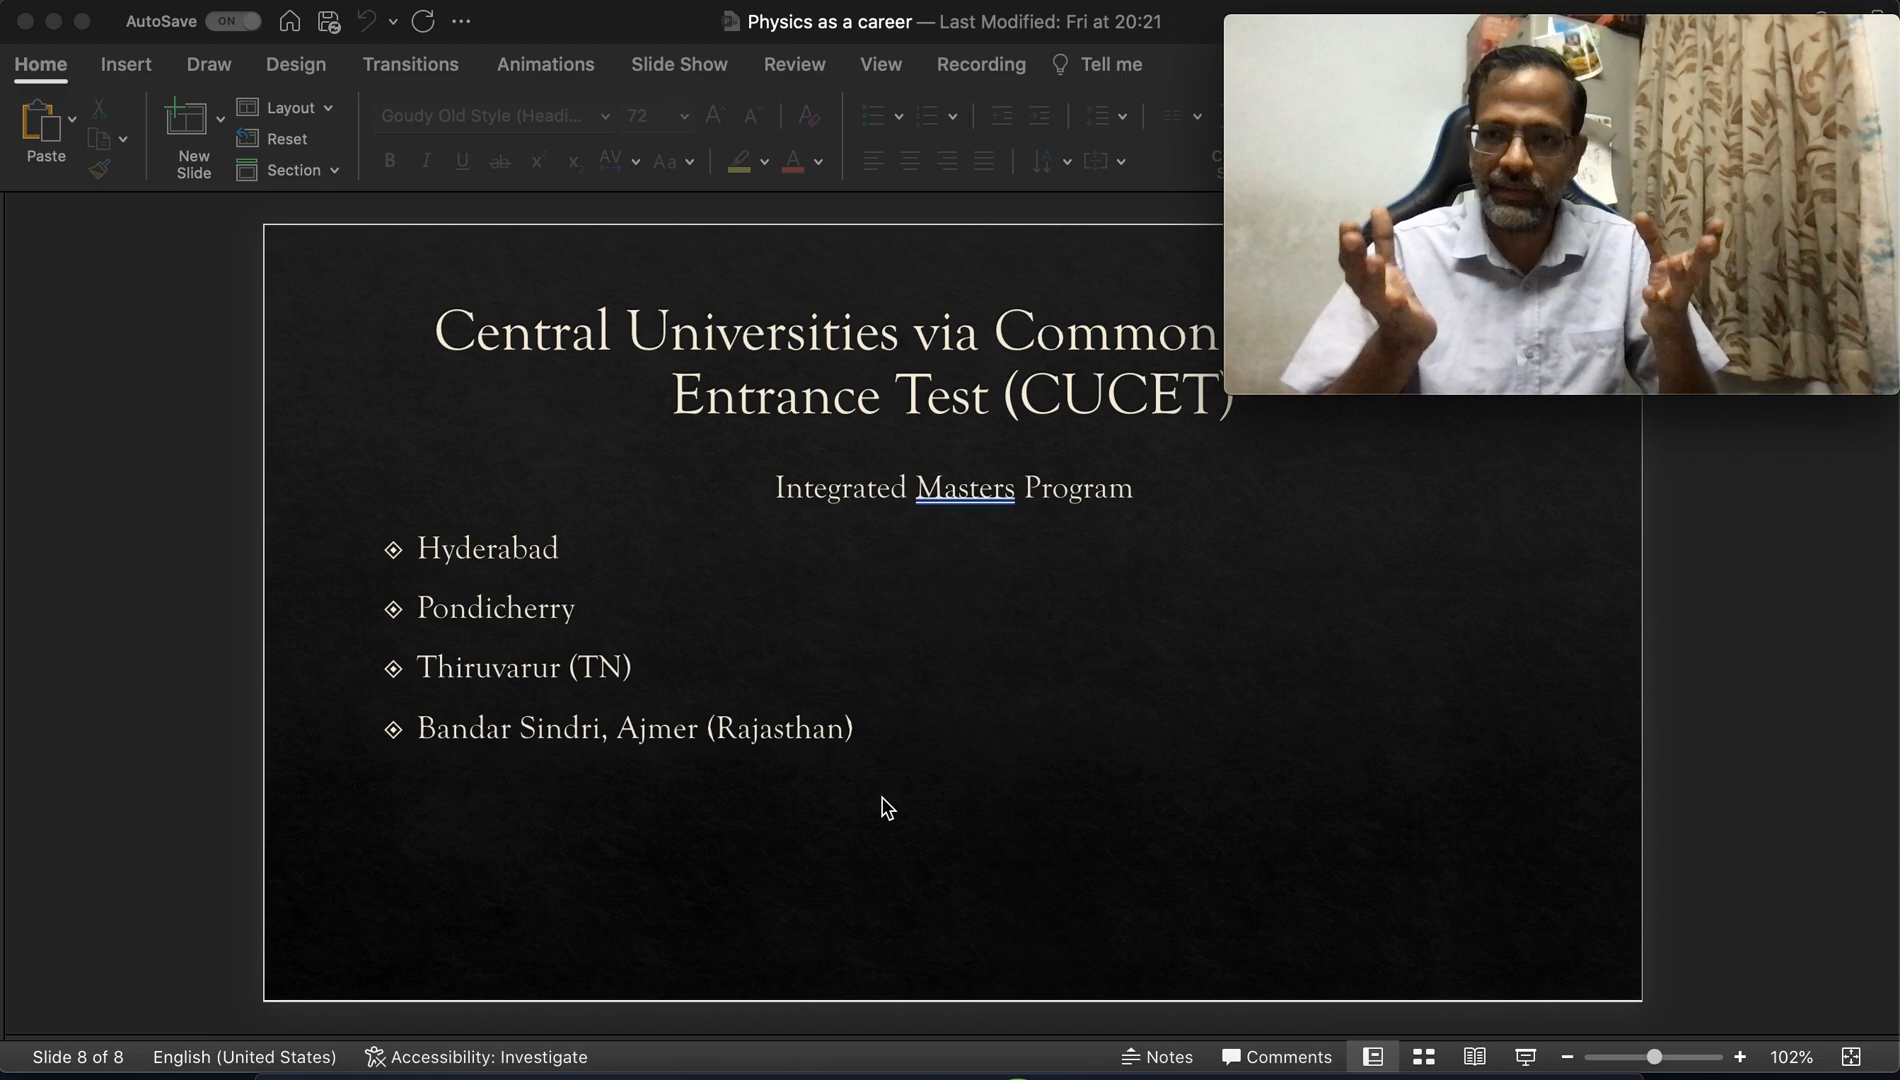 AutoSave ON
Physics as a career — Last Modified: Fri at 20:21
Home Insert Draw Design Transitions Animations Slide Show Review View Recording Tell me
Paste
New Slide
Layout
Reset
Section
Goudy Old Style (Headi... 72
Central Universities via Common
Entrance Test (CUCET)
Integrated Masters Program
Hyderabad
Pondicherry
Thiruvarur (TN)
Bandar Sindri, Ajmer (Rajasthan)
Slide 8 of 8 English (United States) Accessibility: Investigate Notes Comments 102%